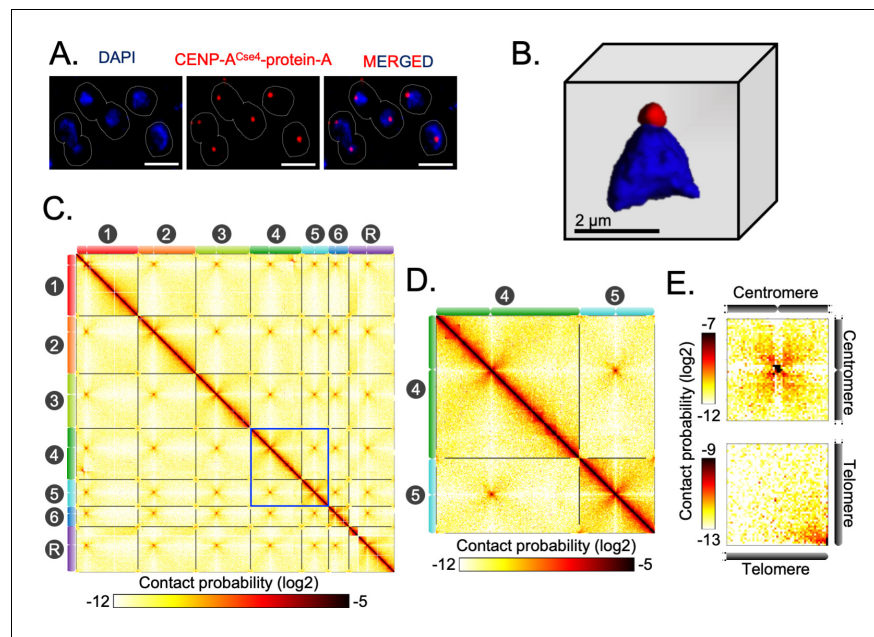 A.
DAPI
CENP-A^Cse4-protein-A
MERGED
B.
2 µm
C.
1 2 3 4 5 6 R
1
2
3
4
5
6
R
Contact probability (log2)
-12 -5
D.
4 5
4
5
Contact probability (log2)
-12 -5
E.
Centromere
-7
-12
Centromere
Contact probability (log2)
-9
-13
Telomere
Telomere